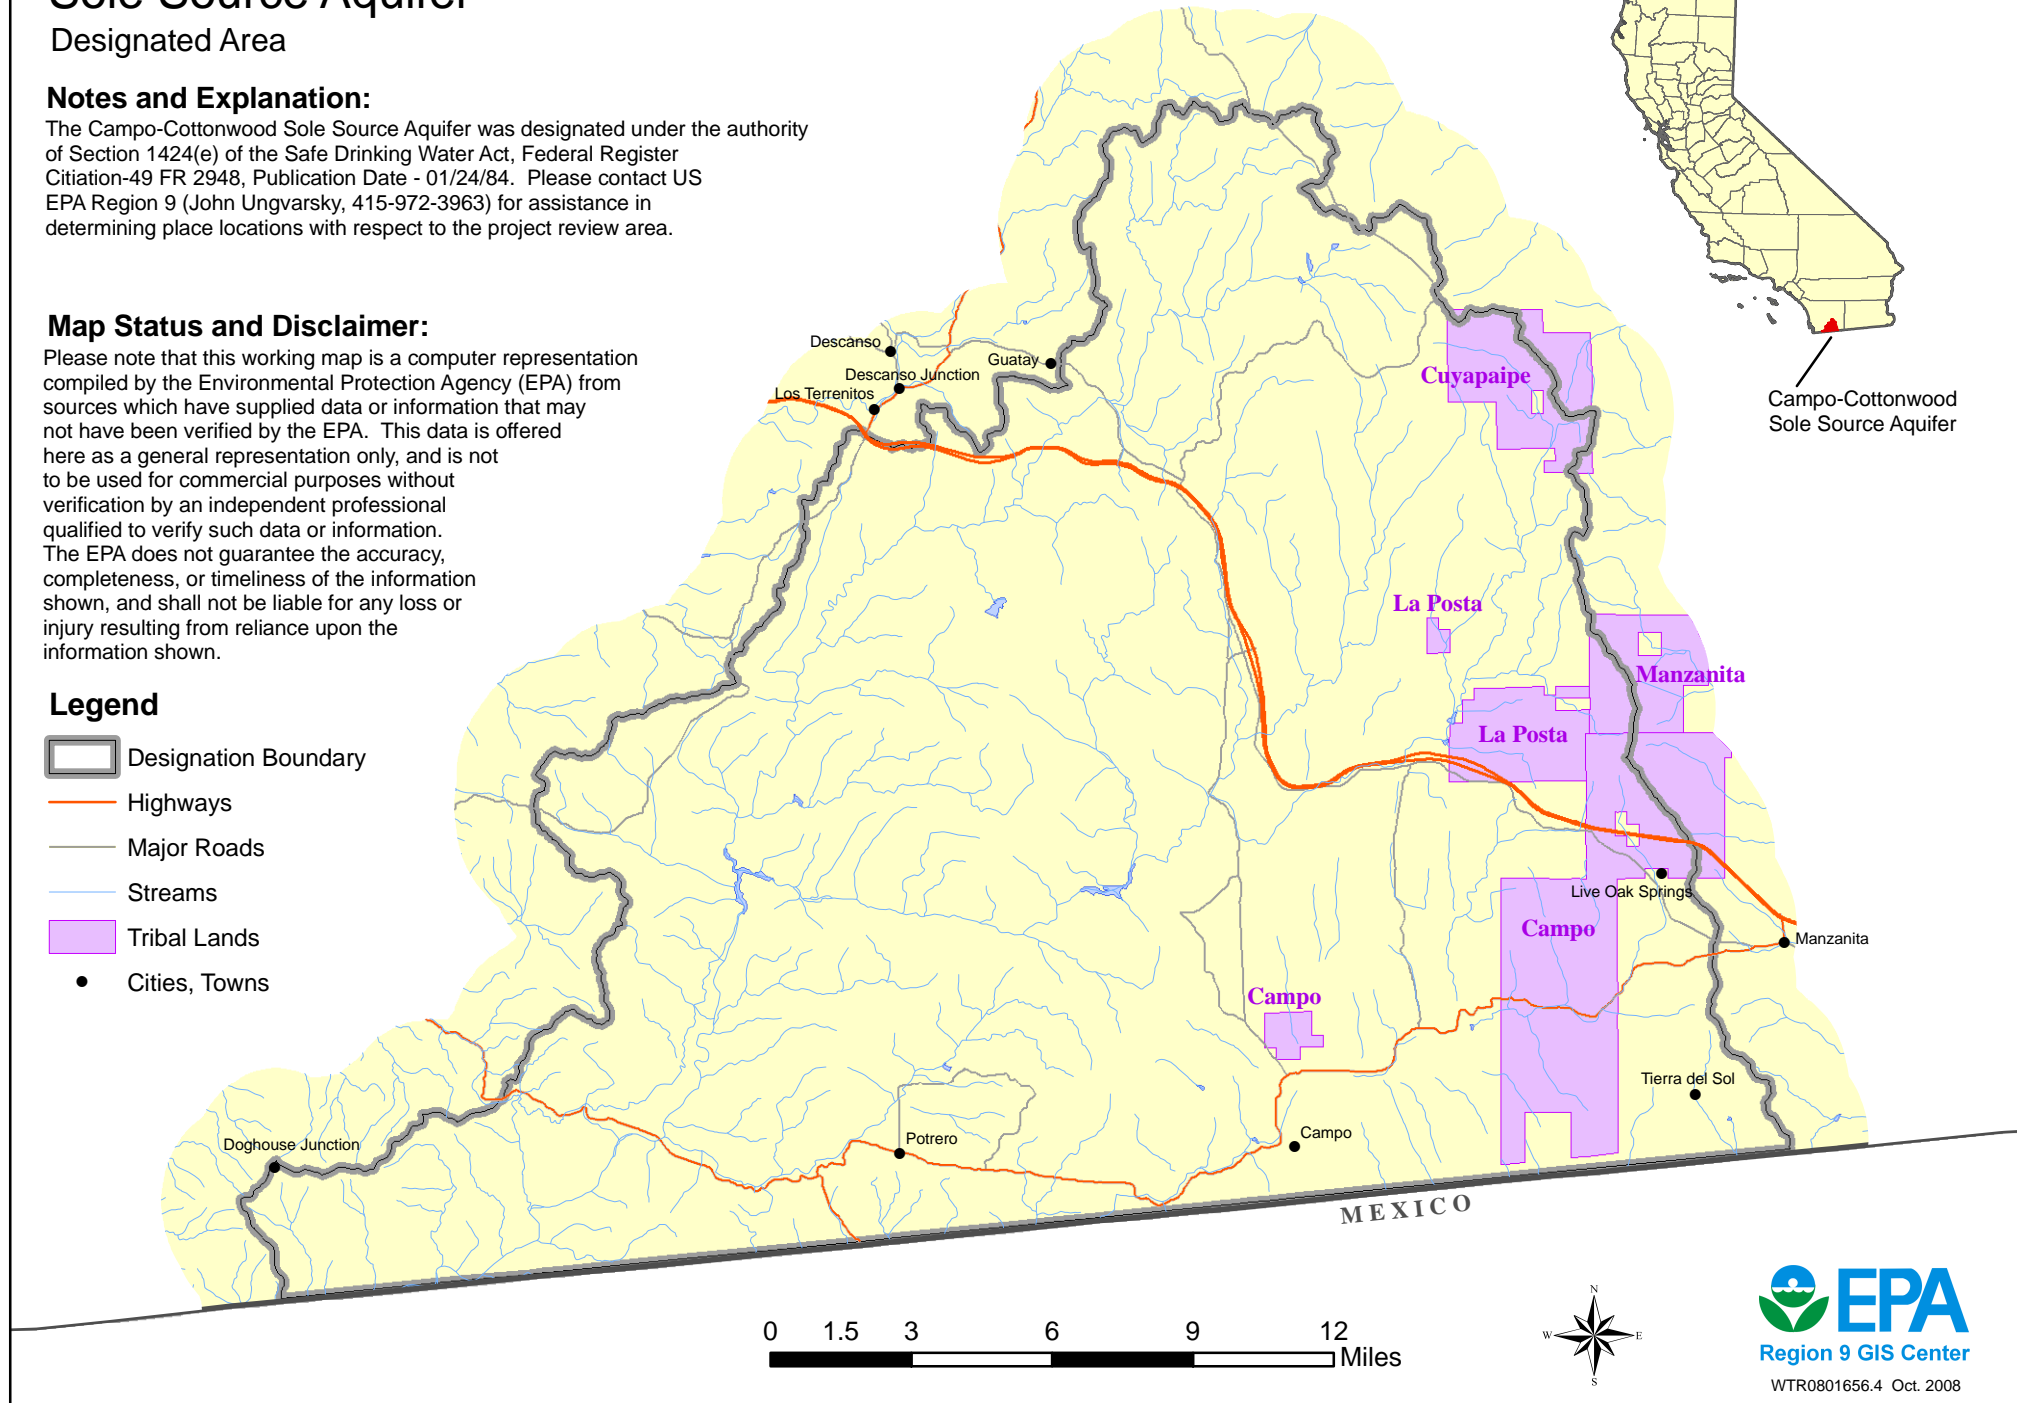 Sole Source Aquifer
Designated Area
Notes and Explanation:
The Campo-Cottonwood Sole Source Aquifer was designated under the authority
of Section 1424(e) of the Safe Drinking Water Act, Federal Register
Citiation-49 FR 2948, Publication Date - 01/24/84.  Please contact US
EPA Region 9 (John Ungvarsky, 415-972-3963) for assistance in
determining place locations with respect to the project review area.
Map Status and Disclaimer:
Please note that this working map is a computer representation
compiled by the Environmental Protection Agency (EPA) from
sources which have supplied data or information that may
not have been verified by the EPA.  This data is offered
here as a general representation only, and is not
to be used for commercial purposes without
verification by an independent professional
qualified to verify such data or information.
The EPA does not guarantee the accuracy,
completeness, or timeliness of the information
shown, and shall not be liable for any loss or
injury resulting from reliance upon the
information shown.
Legend
Designation Boundary
Highways
Major Roads
Streams
Tribal Lands
Cities, Towns
Campo-Cottonwood
Sole Source Aquifer
Descanso
Guatay
Descanso Junction
Los Terrenitos
Cuyapaipe
La Posta
Manzanita
La Posta
Live Oak Springs
Campo
Manzanita
Campo
Tierra del Sol
Doghouse Junction
Potrero
Campo
MEXICO
0 1.5 3 6 9 12
Miles
N
W E
S
EPA
Region 9 GIS Center
WTR0801656.4  Oct. 2008